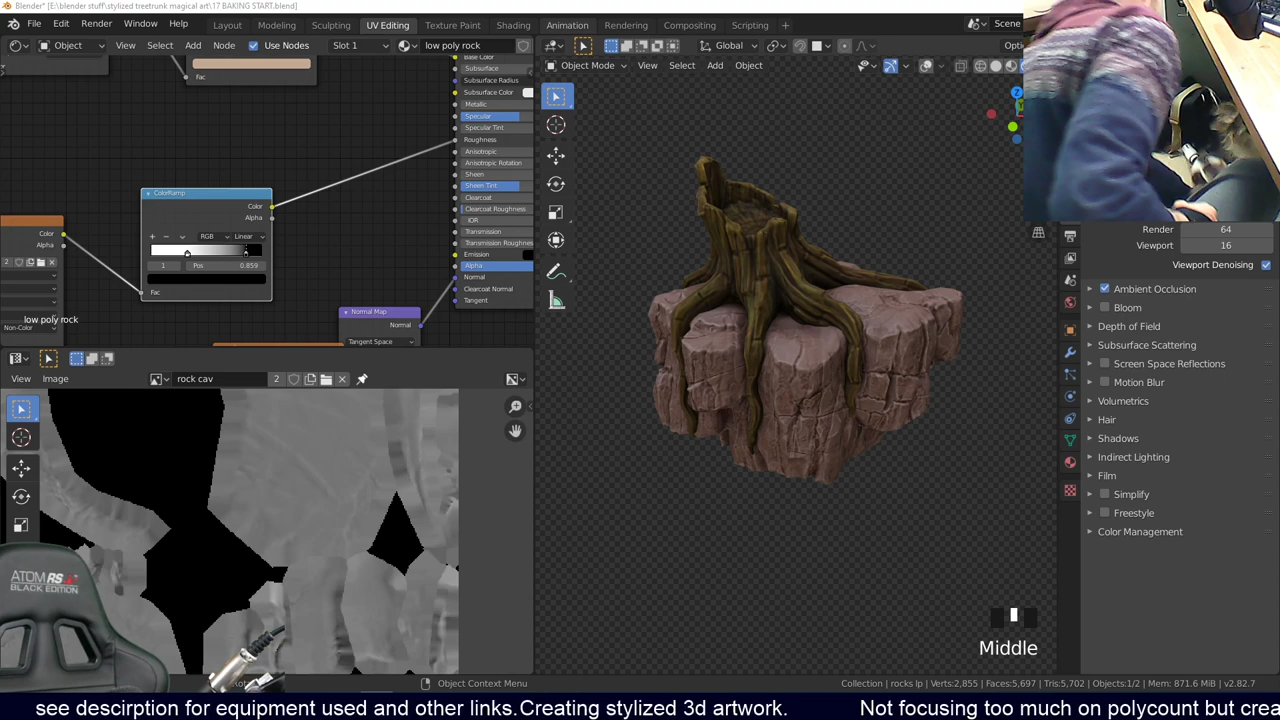 Blender* [E:\blender stuff\stylized treetrunk magical art\17 BAKING START.blend]
File Edit Render Window Help
Layout Modeling Sculpting UV Editing Texture Paint Shading Animation Rendering Compositing Scripting
Scene
Object View Select Add Node Use Nodes Slot 1 low poly rock
Global
Opti
Object Mode View Select Add Object
Fac
Base Color
Subsurface
Subsurface Radius
Subsurface Color
Metallic
Specular
Specular Tint
Roughness
Anisotropic
Anisotropic Rotation
Sheen
Sheen Tint
Clearcoat
Clearcoat Roughness
IOR
Transmission
Transmission Roughness
Emission
Alpha
Normal
Clearcoat Normal
Tangent
ColorRamp
Color
Alpha
RGB Linear
1 Pos 0.859
Fac
Color
Alpha
2
Non-Color
low poly rock
Normal Map
Normal
Tangent Space
View Image rock cav 2
ATOM RS
BLACK EDITION
Render 64
Viewport 16
Viewport Denoising
Ambient Occlusion
Bloom
Depth of Field
Subsurface Scattering
Screen Space Reflections
Motion Blur
Volumetrics
Hair
Shadows
Indirect Lighting
Film
Simplify
Freestyle
Color Management
Middle
Object Context Menu
Collection | rocks lp | Verts:2,855 | Faces:5,697 | Tris:5,702 | Objects:1/2 | Mem: 871.6 MiB | v2.82.7
see descirption for equipment used and other links.Creating stylized 3d artwork. Not focusing too much on polycount but crea